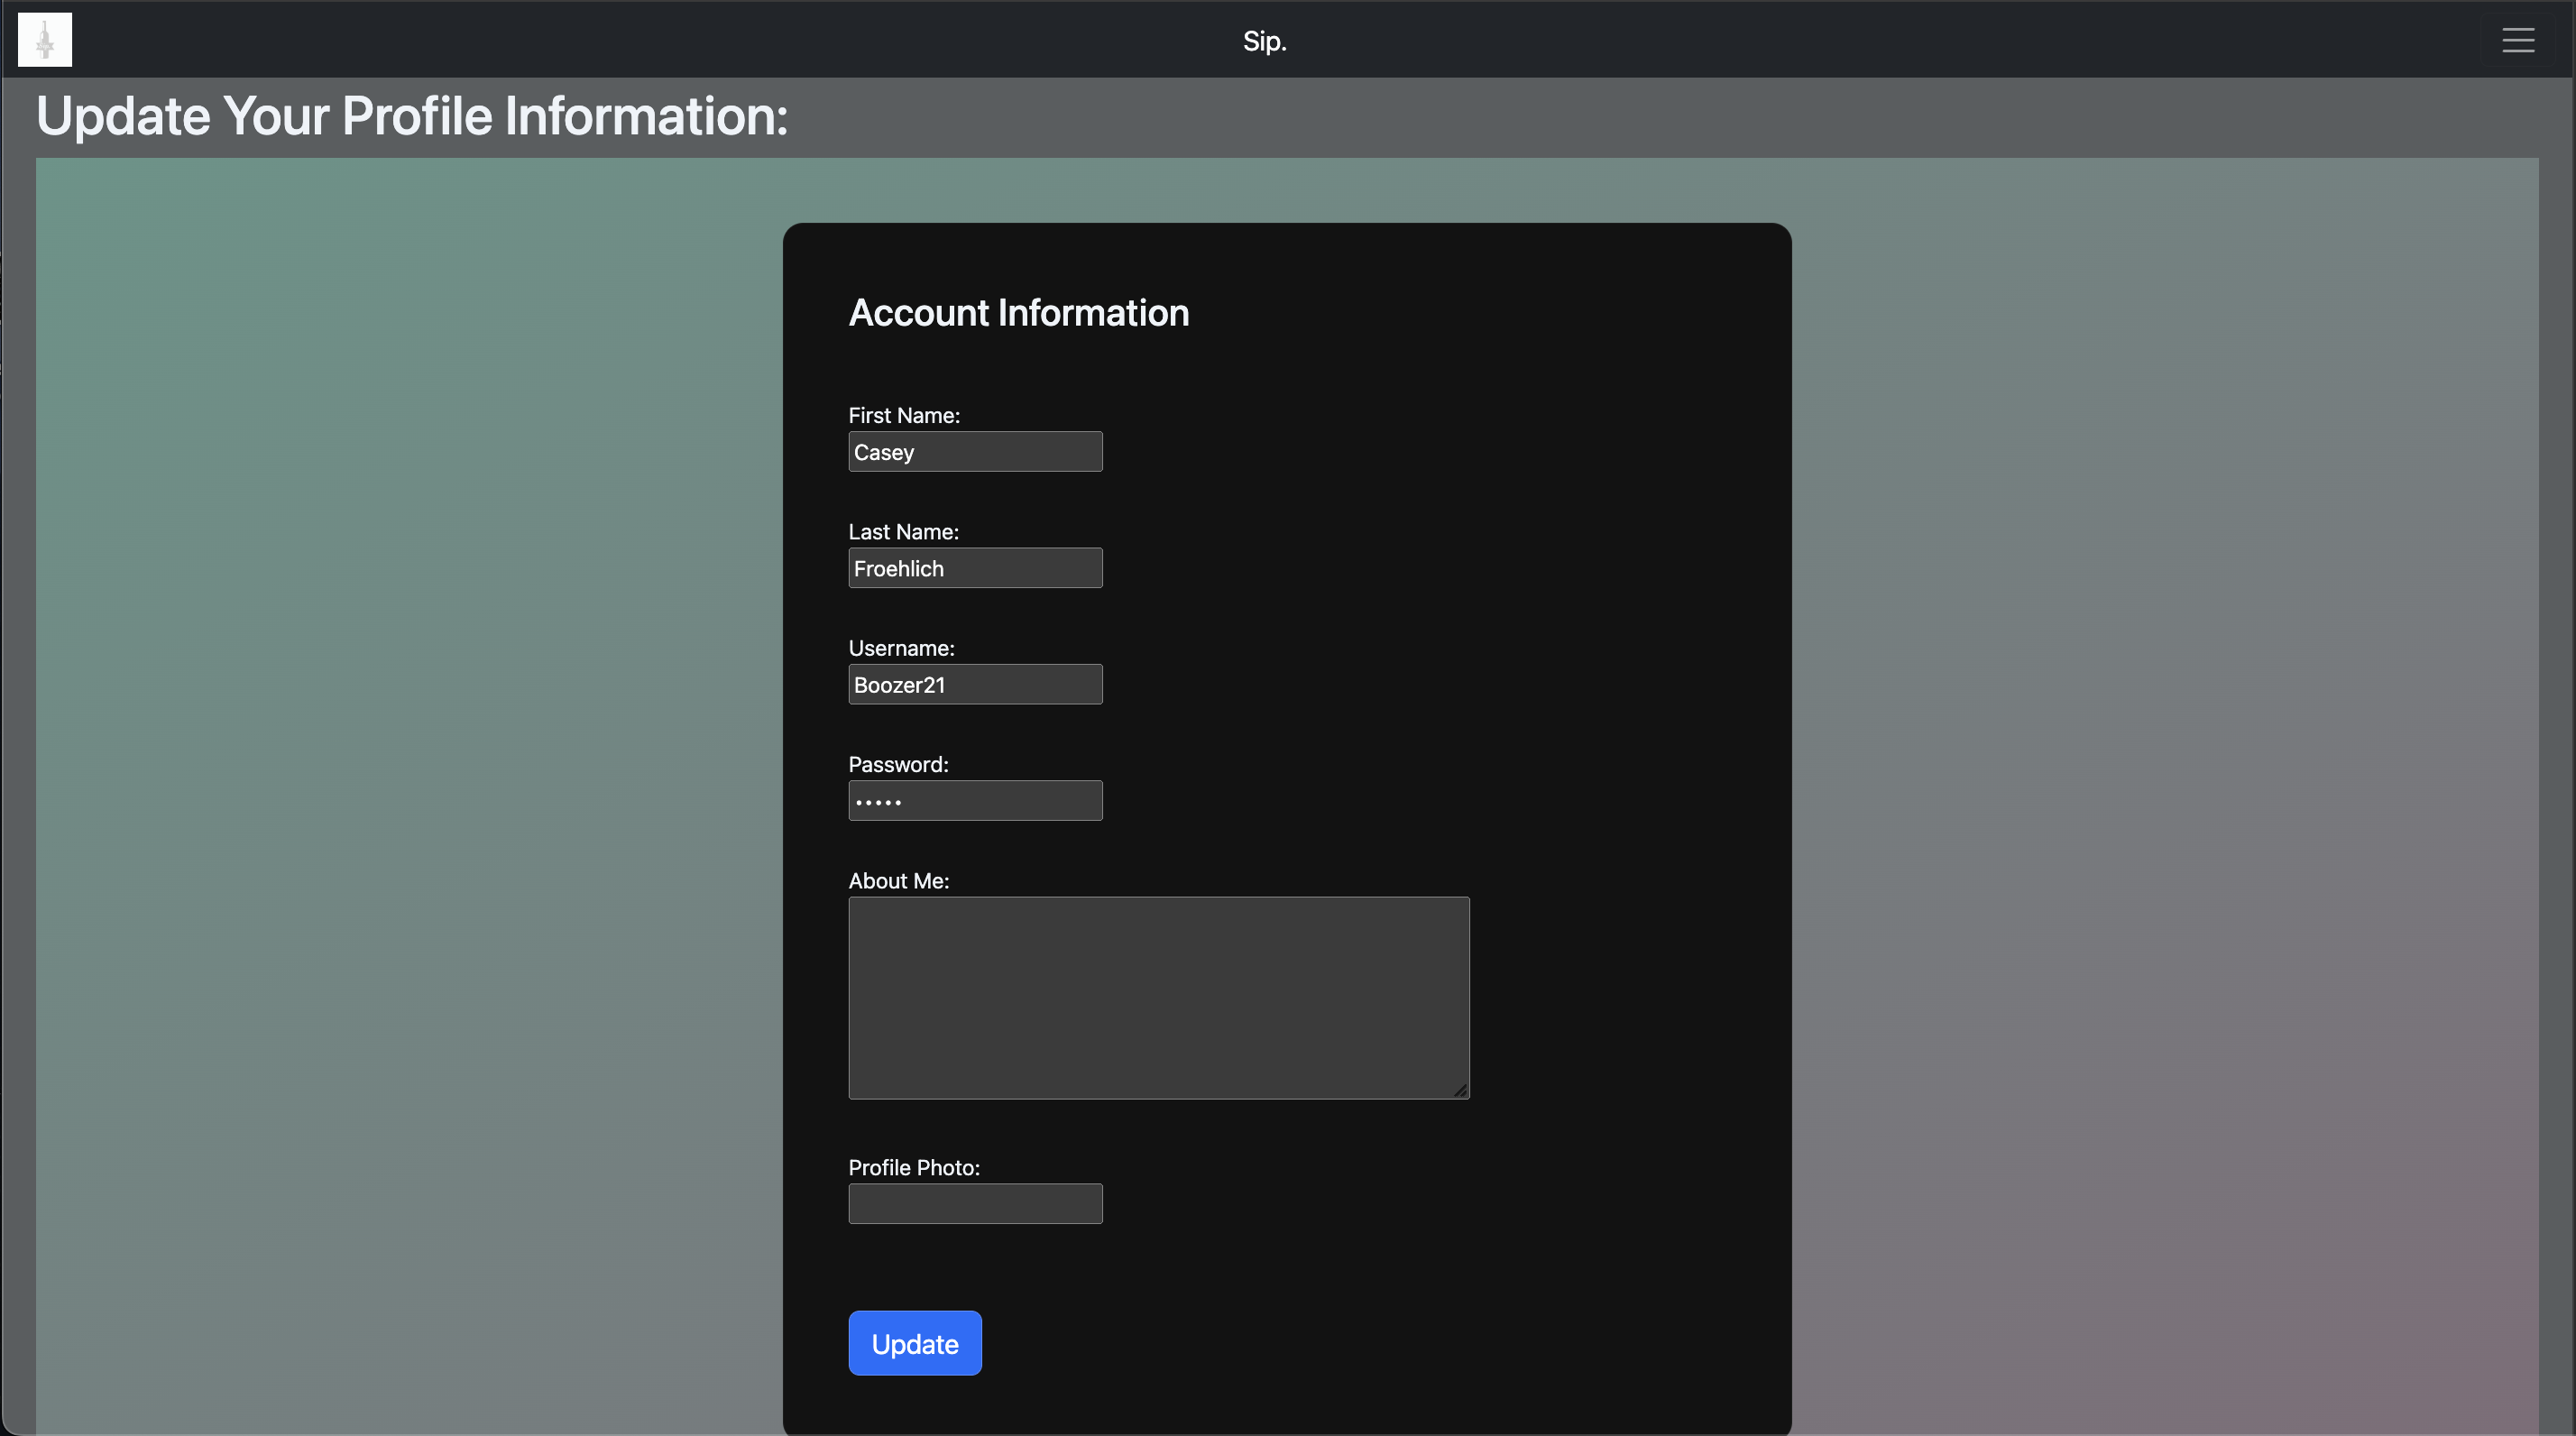 Sip.
Update Your Profile Information:
Account Information
First Name:
Casey
Last Name:
Froehlich
Username:
Boozer21
Password:
•••••
About Me:
Profile Photo:
Update